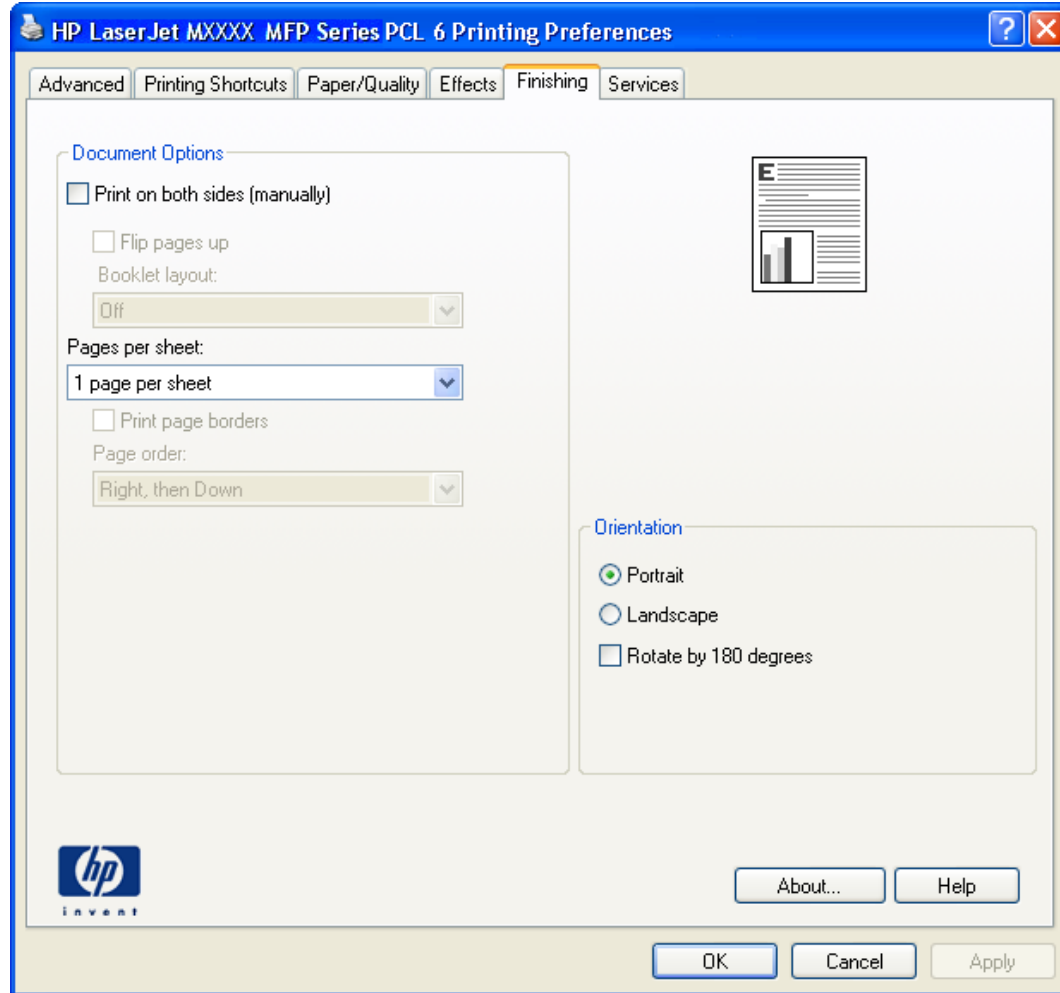 HP LaserJet MXXXX MFP Series PCL 6 Printing Preferences
Advanced Printing Shortcuts Paper/Quality Effects Finishing Services
Document Options
Print on both sides (manually)
Flip pages up
Booklet layout:
Off
Pages per sheet:
1 page per sheet
Print page borders
Page order:
Right, then Down
E
Orientation
Portrait
Landscape
Rotate by 180 degrees
hp
invent
About... Help
OK Cancel Apply